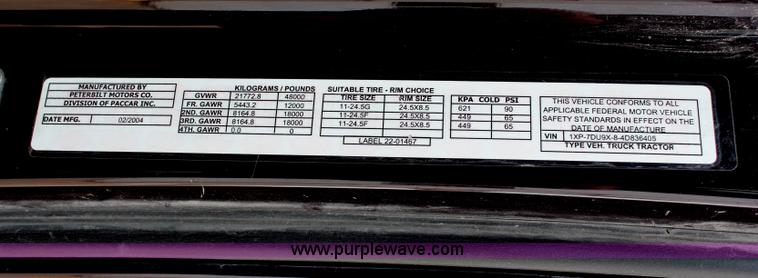 MANUFACTURED BY
PETERBILT MOTORS CO.
DIVISION OF PACCAR INC.
DATE MFG. 02/2004
KILOGRAMS / POUNDS
GVWR 21772.8 48000
FR. GAWR 5443.2 12000
2ND. GAWR 8164.8 18000
3RD. GAWR 8164.8 18000
4TH. GAWR 0.0 0
SUITABLE TIRE - RIM CHOICE
TIRE SIZE RIM SIZE
11-24.5G 24.5X8.5
11-24.5F 24.5X8.5
11-24.5F 24.5X8.5
LABEL 22-01467
KPA COLD PSI
621 90
449 65
449 65
THIS VEHICLE CONFORMS TO ALL
APPLICABLE FEDERAL MOTOR VEHICLE
SAFETY STANDARDS IN EFFECT ON THE
DATE OF MANUFACTURE
VIN 1XP-7DU9X-8-4D836405
TYPE VEH. TRUCK TRACTOR
www.purplewave.com